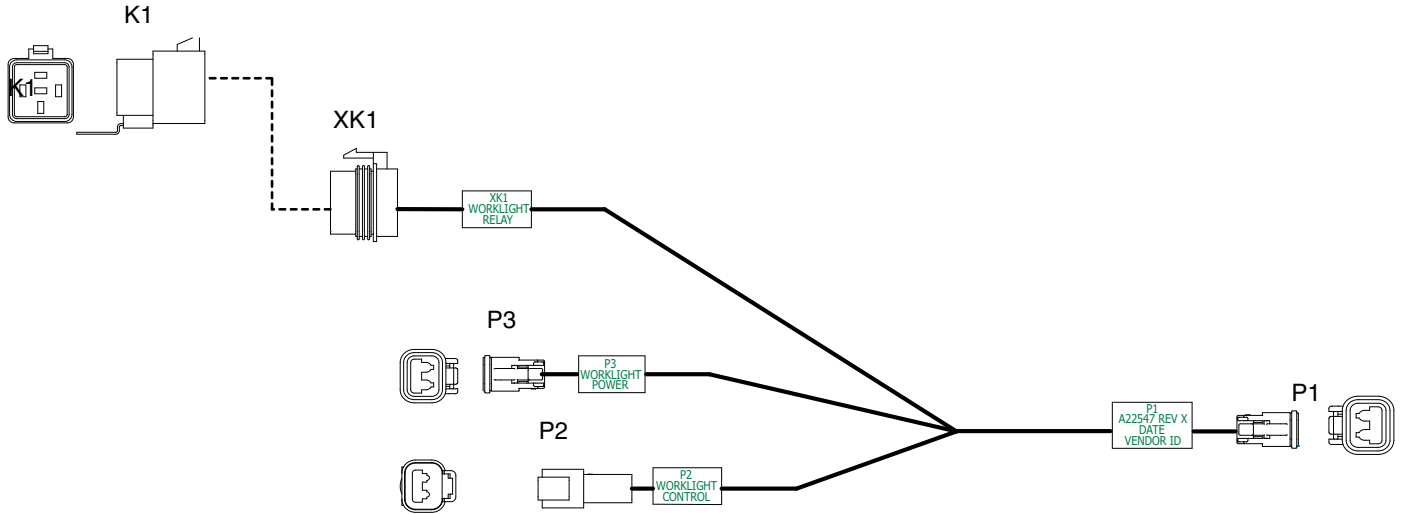 K1
K1
XK1
XK1
WORKLIGHT
RELAY
P3
P3
WORKLIGHT
POWER
P1
P1
A22547 REV X
DATE
VENDOR ID
P2
P2
WORKLIGHT
CONTROL